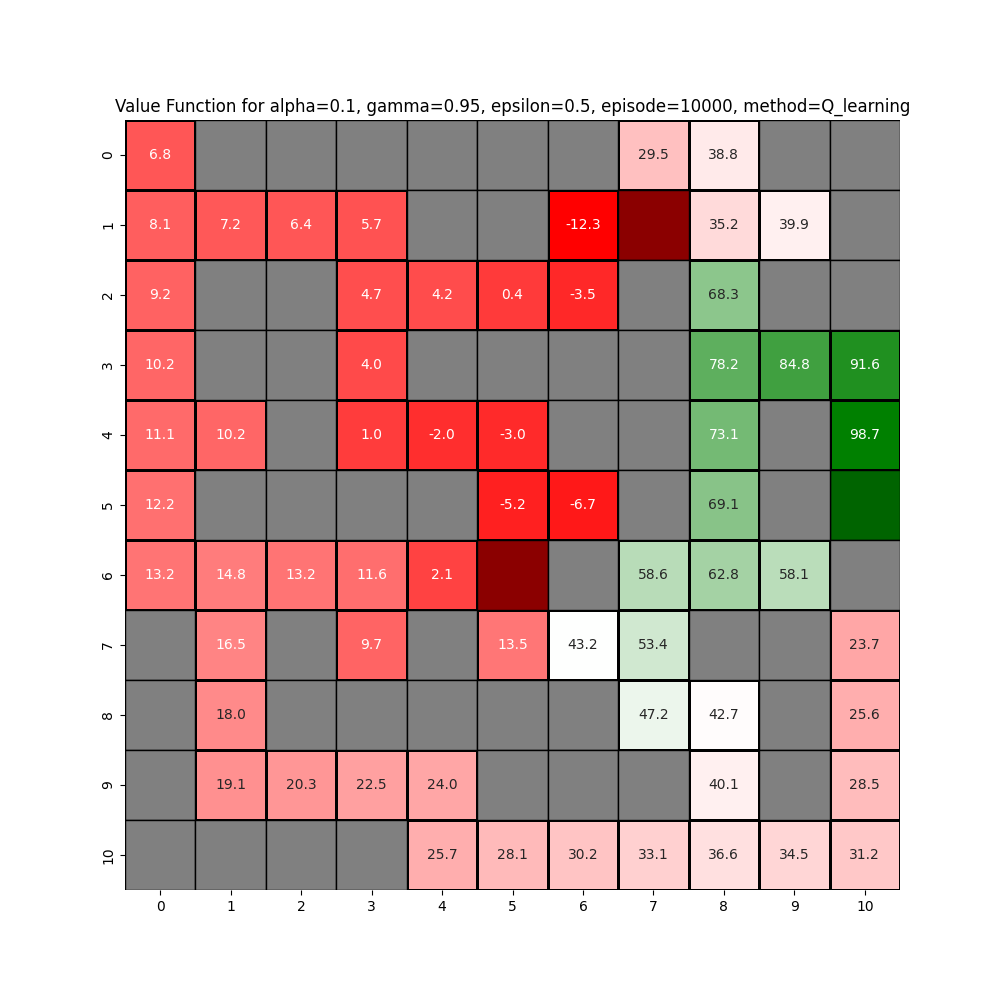 Value Function for alpha=0.1, gamma=0.95, epsilon=0.5, episode=10000, method=Q_learning
0 6.8 29.5 38.8
1 8.1 7.2 6.4 5.7 -12.3 35.2 39.9
2 9.2 4.7 4.2 0.4 -3.5 68.3
3 10.2 4.0 78.2 84.8 91.6
4 11.1 10.2 1.0 -2.0 -3.0 73.1 98.7
5 12.2 -5.2 -6.7 69.1
6 13.2 14.8 13.2 11.6 2.1 58.6 62.8 58.1
7 16.5 9.7 13.5 43.2 53.4 23.7
8 18.0 47.2 42.7 25.6
9 19.1 20.3 22.5 24.0 40.1 28.5
10 25.7 28.1 30.2 33.1 36.6 34.5 31.2
0 1 2 3 4 5 6 7 8 9 10